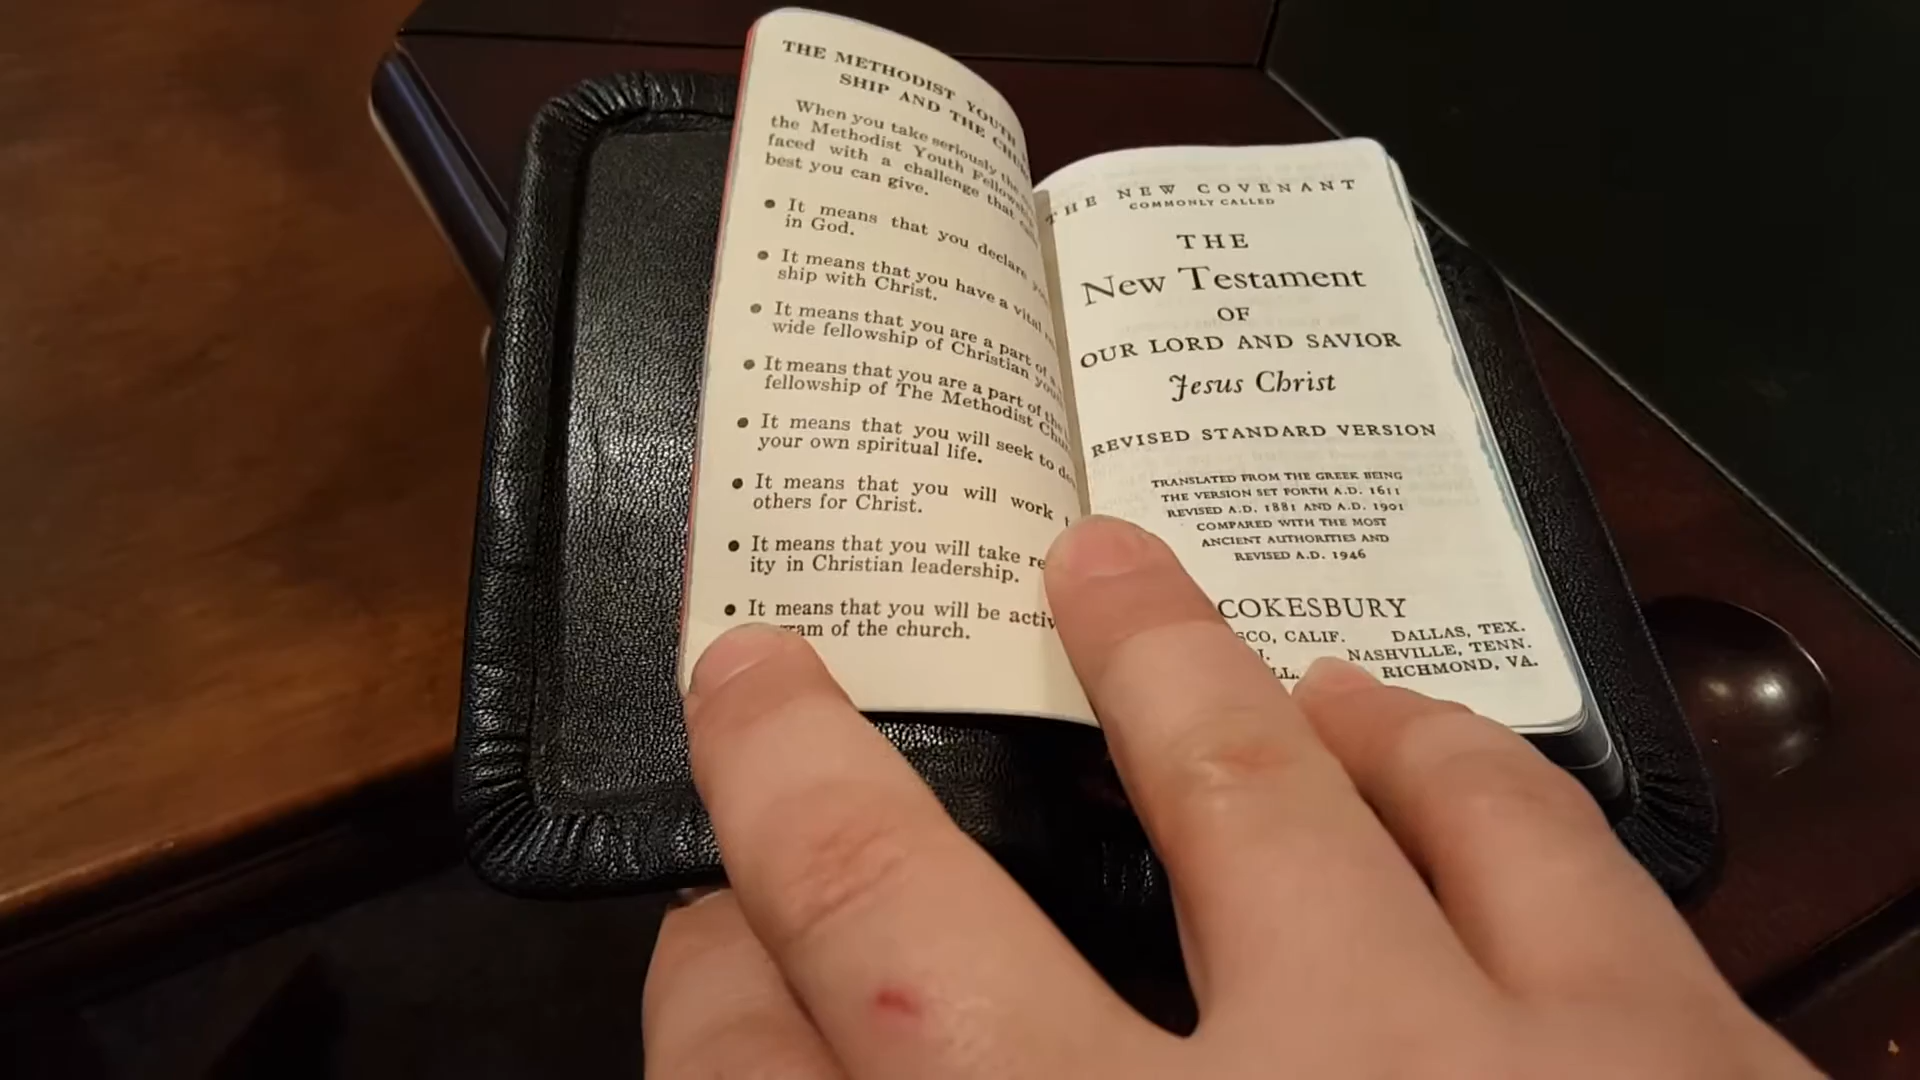 THE METHODIST YOUTH
SHIP AND THE
When you take seriously the
the Methodist Youth
faced with a challenge that
best you can give.
It means that you declare
in God.
It means that you have a vital
ship with Christ.
It means that you are a part of a
wide fellowship of Christian
It means that you are a part of the
fellowship of The Methodist
It means that you will seek to
your own spiritual life.
It means that you will work
others for Christ.
It means that you will take
ity in Christian leadership.
It means that you will be
of the church.
THE NEW COVENANT
COMMONLY CALLED
THE
New Testament
OF
OUR LORD AND SAVIOR
Jesus Christ
REVISED STANDARD VERSION
TRANSLATED FROM THE GREEK BEING
THE VERSION SET FORTH A.D. 1611
REVISED A.D. 1881 AND A.D. 1901
COMPARED WITH THE MOST
ANCIENT AUTHORITIES AND
REVISED A.D. 1946
COKESBURY
CALIF. DALLAS, TEX.
NASHVILLE, TENN.
RICHMOND, VA.